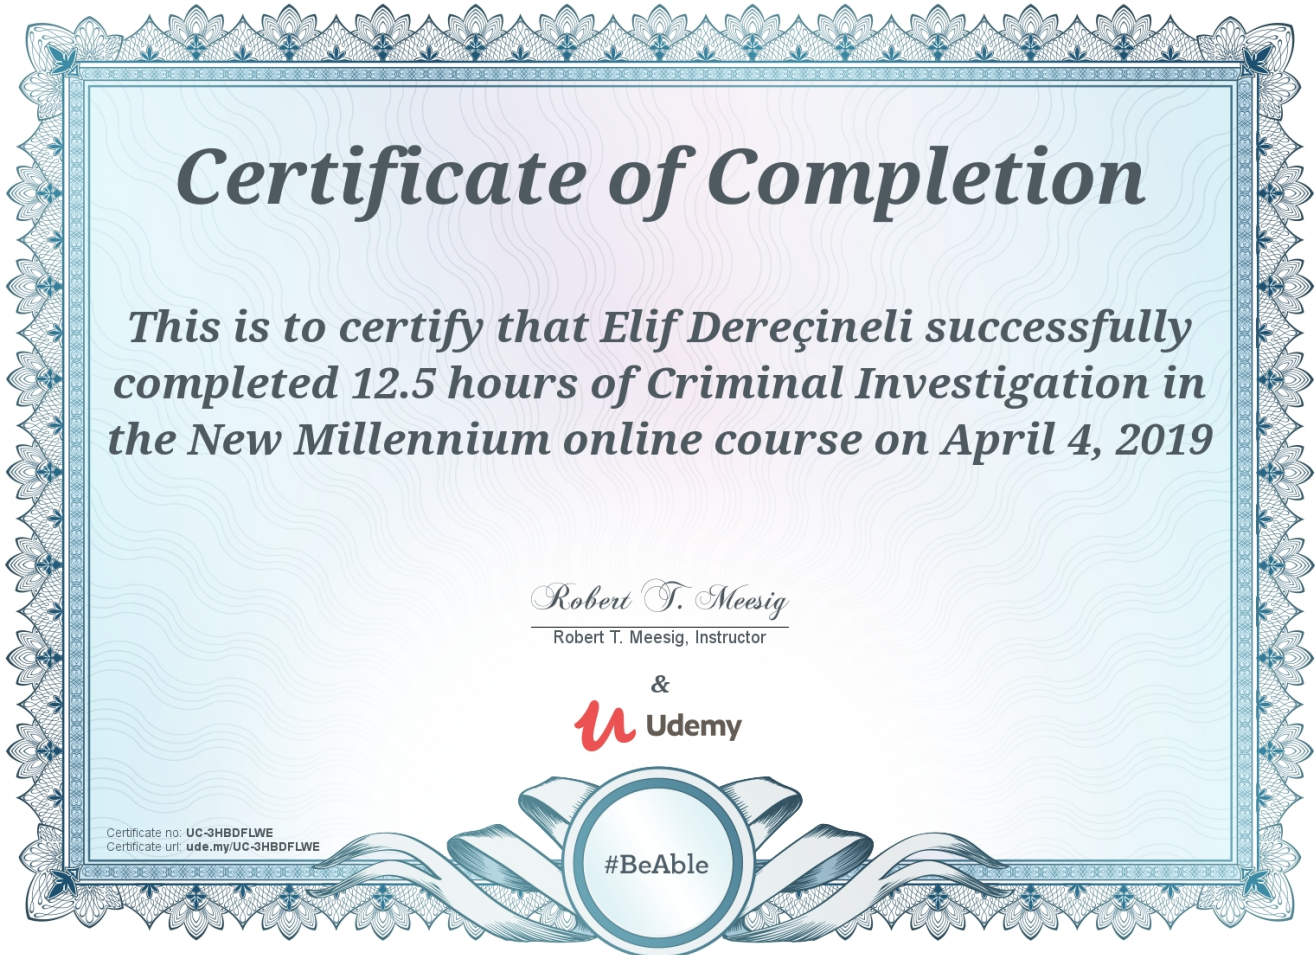 Certificate of Completion
This is to certify that Elif Dereçineli successfully
completed 12.5 hours of Criminal Investigation in
the New Millennium online course on April 4, 2019
Robert T. Meesig
Robert T. Meesig, Instructor
&
Udemy
Certificate no: UC-3HBDFLWE
Certificate url: ude.my/UC-3HBDFLWE
#BeAble